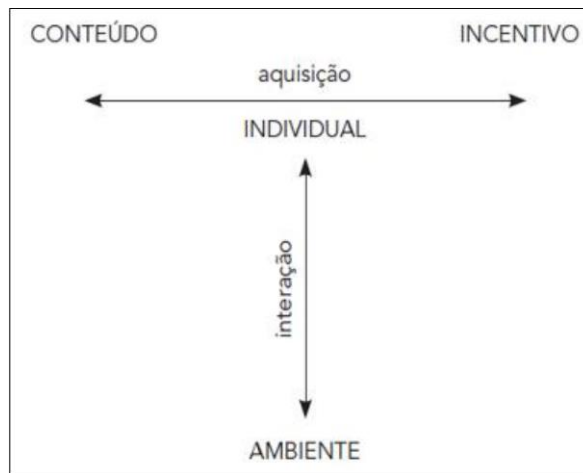 CONTEÚDO
INCENTIVO
aquisição
INDIVIDUAL
interação
AMBIENTE